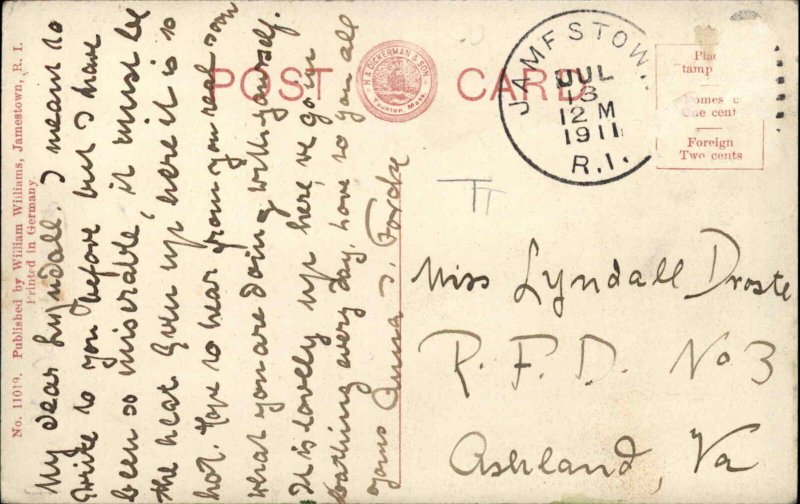 My dear Lyndall. I meant to
write to you before but I have
been so miserable, it must be
the heat. Even up here it is so
hot. Hope to hear from you real soon
what you are doing with yourself.
It is lovely up here, we go in
bathing every day. Love to you all
yours Anna
POST CARD
H.A. DICKERMAN & SON
Taunton, Mass.
JAMESTOWN
JUL
13
12 M
1911
R.I.
Place
Stamp
Domestic
One cent
Foreign
Two cents
Miss Lyndall Droste
R. F. D. No 3
Ashland, Va
No. 11019. Published by William Williams, Jamestown, R. I.
Printed in Germany.